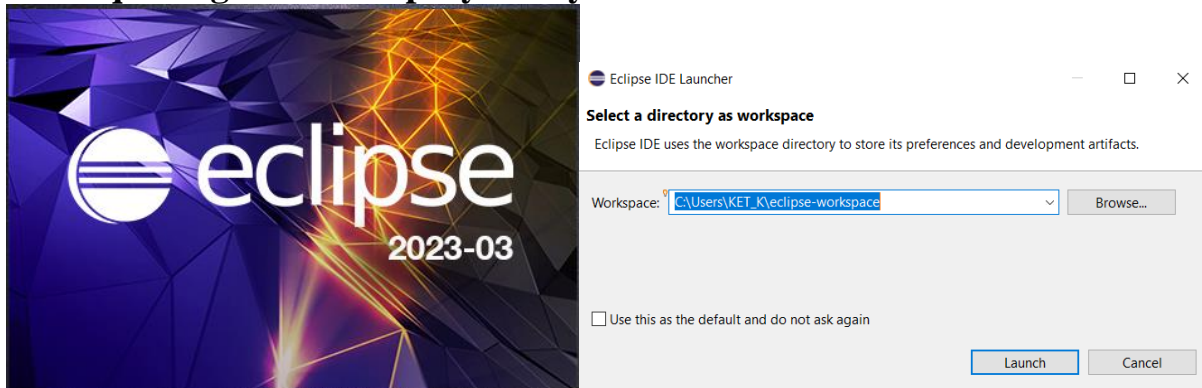 eclipse
2023-03
Eclipse IDE Launcher
Select a directory as workspace
Eclipse IDE uses the workspace directory to store its preferences and development artifacts.
Workspace: C:\Users\KET_K\eclipse-workspace Browse...
Use this as the default and do not ask again
Launch Cancel